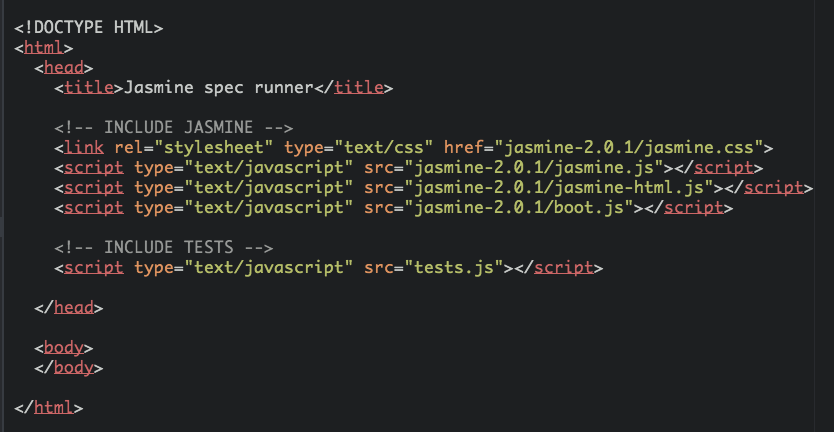 <!DOCTYPE HTML>
<html>
<head>
<title>Jasmine spec runner</title>
<!-- INCLUDE JASMINE -->
<link rel="stylesheet" type="text/css" href="jasmine-2.0.1/jasmine.css">
<script type="text/javascript" src="jasmine-2.0.1/jasmine.js"></script>
<script type="text/javascript" src="jasmine-2.0.1/jasmine-html.js"></script>
<script type="text/javascript" src="jasmine-2.0.1/boot.js"></script>
<!-- INCLUDE TESTS -->
<script type="text/javascript" src="tests.js"></script>
</head>
<body>
</body>
</html>